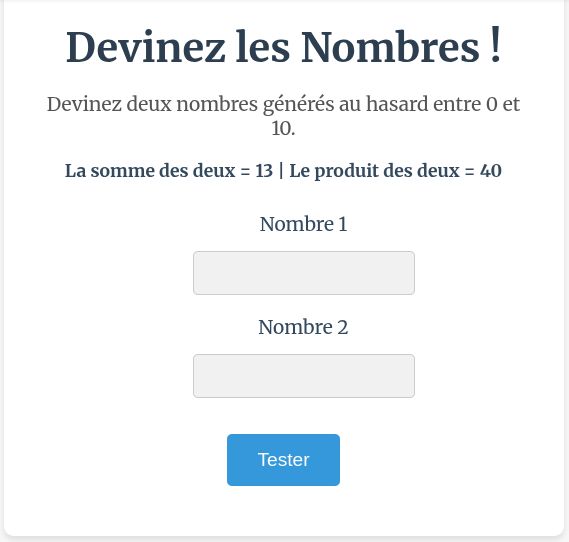 Devinez les Nombres !
Devinez deux nombres générés au hasard entre 0 et
10.
La somme des deux = 13 | Le produit des deux = 40
Nombre 1
Nombre 2
Tester